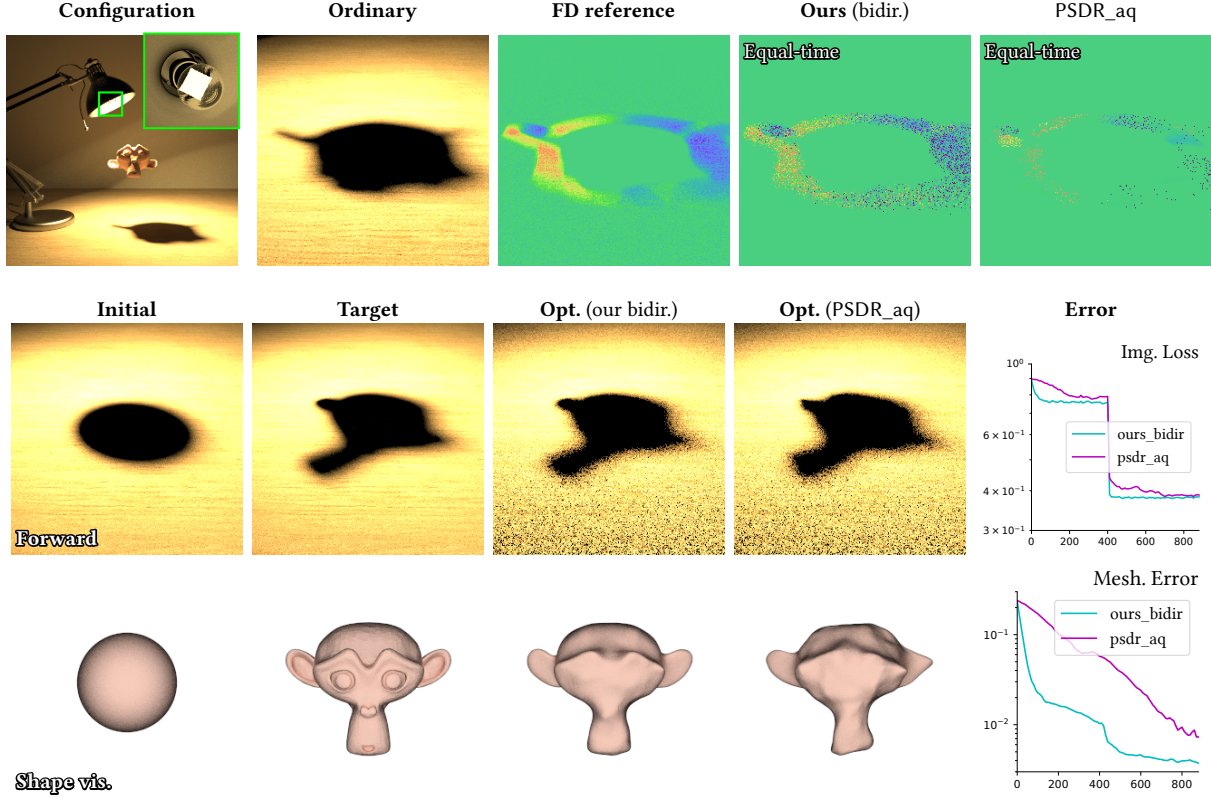 Configuration
Ordinary
FD reference
Ours (bidir.)
PSDR_aq
Equal-time
Equal-time
Initial
Target
Opt. (our bidir.)
Opt. (PSDR_aq)
Error
Forward
Img. Loss
10⁰
6 × 10⁻¹
4 × 10⁻¹
3 × 10⁻¹
ours_bidir
psdr_aq
0 200 400 600 800
Shape vis.
Mesh. Error
10⁻¹
10⁻²
ours_bidir
psdr_aq
0 200 400 600 800